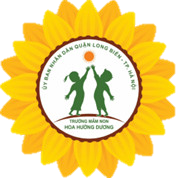 ỦY BAN NHÂN DÂN QUẬN LONG BIÊN - TP. HÀ NỘI
TRƯỜNG MẦM NON
HOA HƯỚNG DƯƠNG